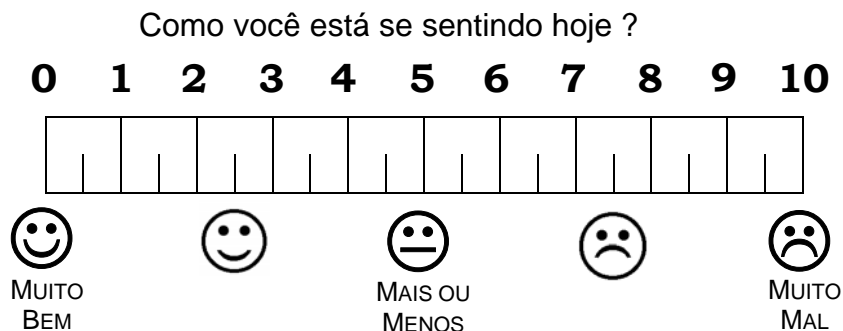 Como você está se sentindo hoje ?
0 1 2 3 4 5 6 7 8 9 10
MUITO BEM
MAIS OU MENOS
MUITO MAL